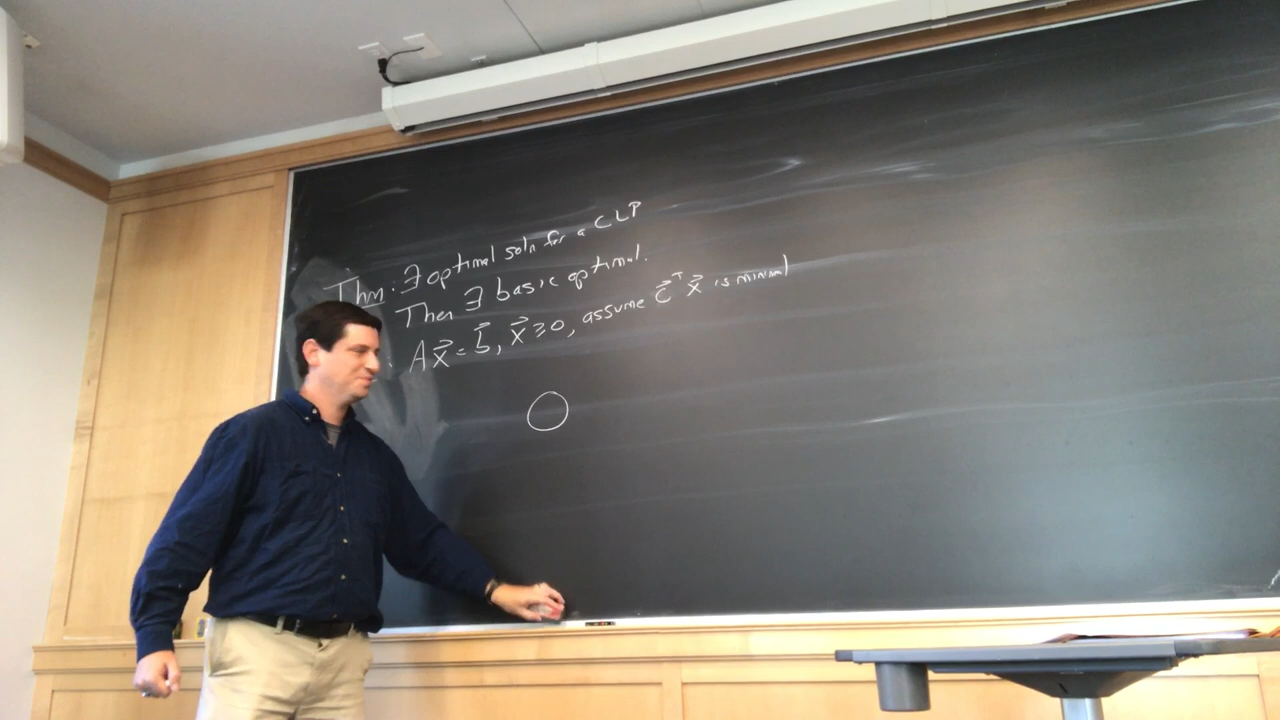 Thm: ∃ optimal soln for a CLP
Then ∃ basic optimal.
A x⃗ = b⃗, x⃗ ≥ 0, assume c⃗ᵀ x⃗ is minimal